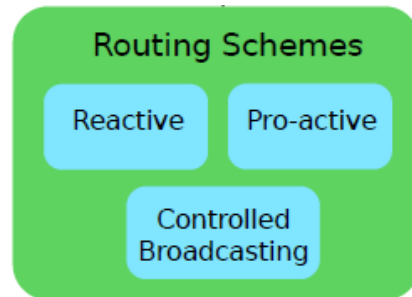 Routing Schemes
Reactive
Pro-active
Controlled
Broadcasting